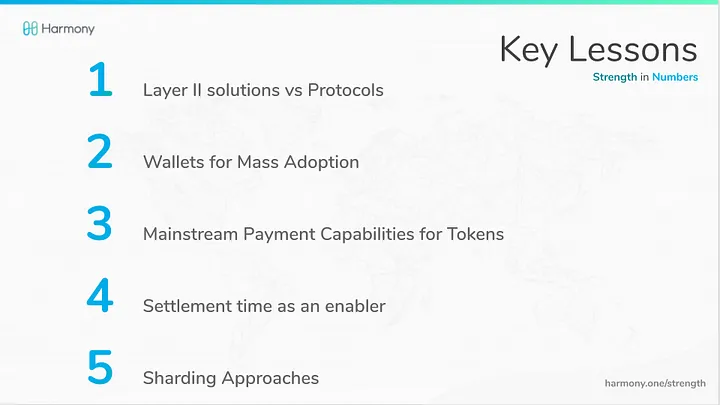 Harmony
Key Lessons
Strength in Numbers
1 Layer II solutions vs Protocols
2 Wallets for Mass Adoption
3 Mainstream Payment Capabilities for Tokens
4 Settlement time as an enabler
5 Sharding Approaches
harmony.one/strength